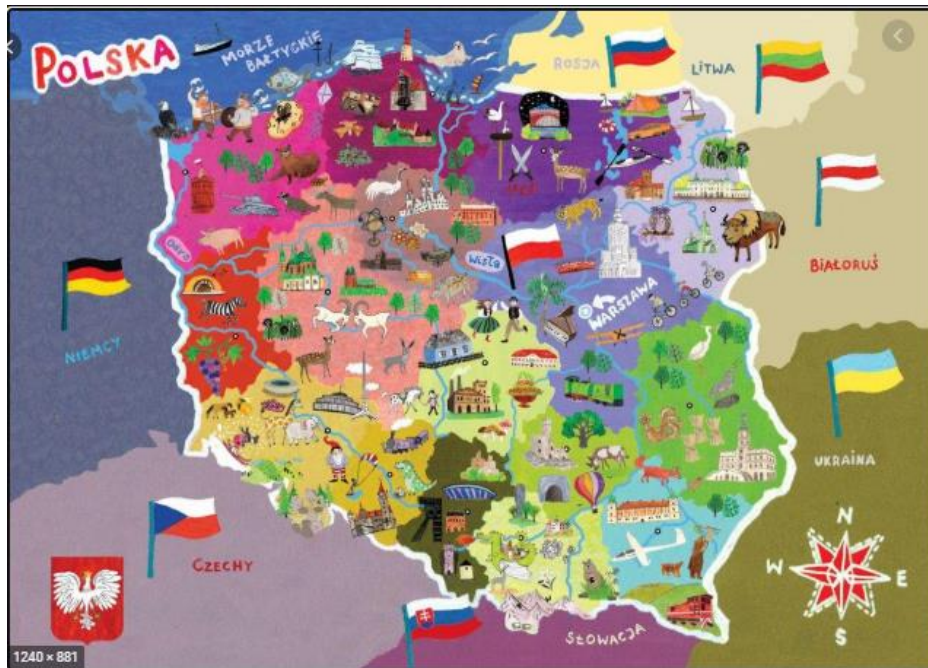 POLSKA
MORZE
BAŁTYCKIE
ROSJA
LITWA
BIAŁORUŚ
ODRA
WISŁA
WARSZAWA
NIEMCY
UKRAINA
CZECHY
SŁOWACJA
N
W
E
S
1240 × 881